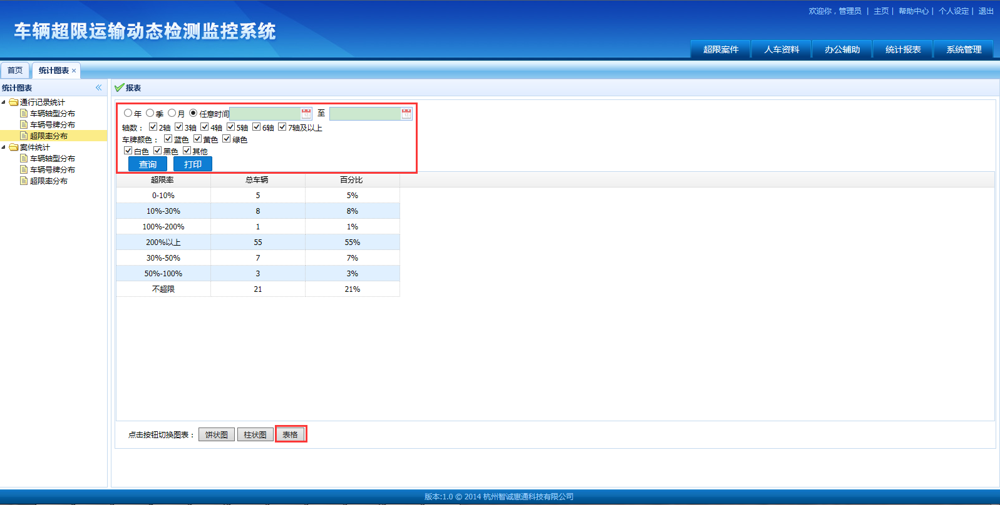 欢迎你，管理员 | 主页 | 帮助中心 | 个人设定 | 退出
车辆超限运输动态检测监控系统
超限案件 人车资料 办公辅助 统计报表 系统管理
首页 统计图表 ×
统计图表 «
报表
通行记录统计
车辆轴型分布
车辆号牌分布
超限率分布
案件统计
车辆轴型分布
车辆号牌分布
超限率分布
年 季 月 任意时间 至
轴数： 2轴 3轴 4轴 5轴 6轴 7轴及以上
车牌颜色： 蓝色 黄色 绿色
白色 黑色 其他
查询 打印
超限率 总车辆 百分比
0-10% 5 5%
10%-30% 8 8%
100%-200% 1 1%
200%以上 55 55%
30%-50% 7 7%
50%-100% 3 3%
不超限 21 21%
点击按钮切换图表： 饼状图 柱状图 表格
版本:1.0 © 2014 杭州智诚惠通科技有限公司